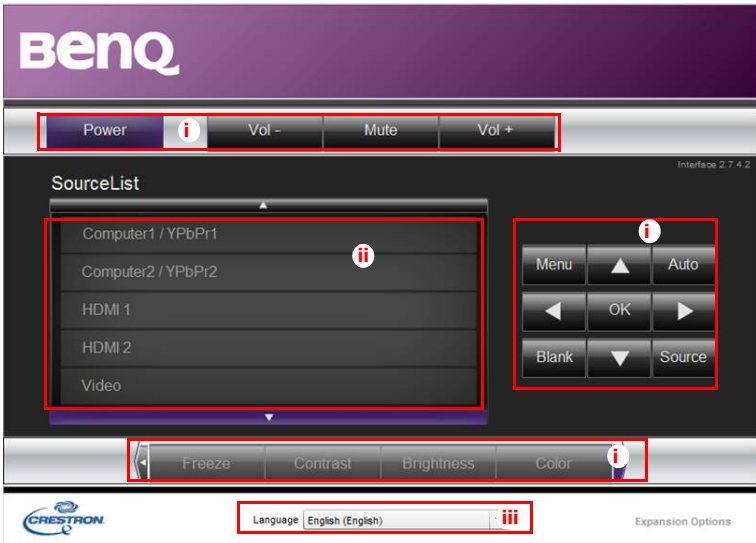 BenQ
Power i Vol - Mute Vol +
Interface 2.7.4.2
SourceList
Computer1 / YPbPr1
ii
Computer2 / YPbPr2
HDMI 1
HDMI 2
Video
i
Menu Auto
OK
Blank Source
Freeze Contrast Brightness Color i
CRESTRON
Language English (English) iii
Expansion Options